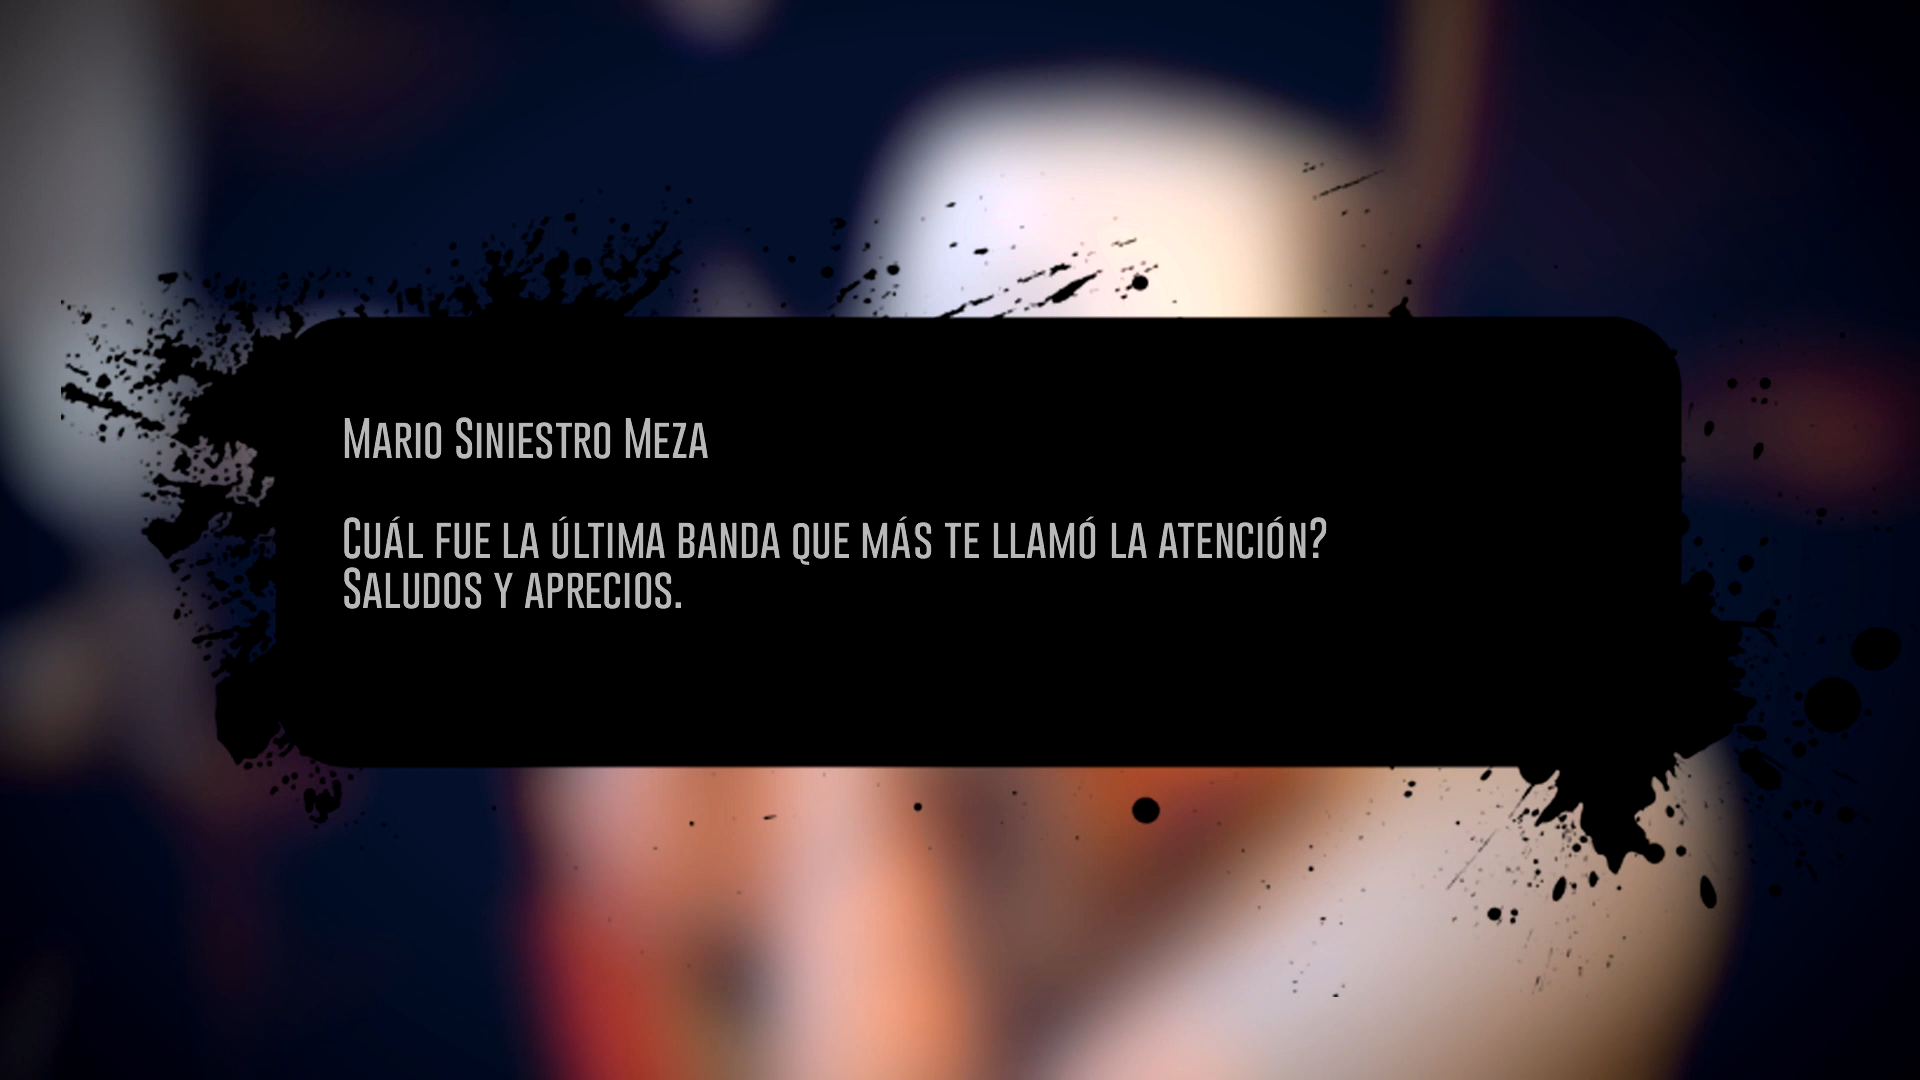 Mario Siniestro Meza
Cuál fue la última banda que más te llamó la atención?
Saludos y aprecios.